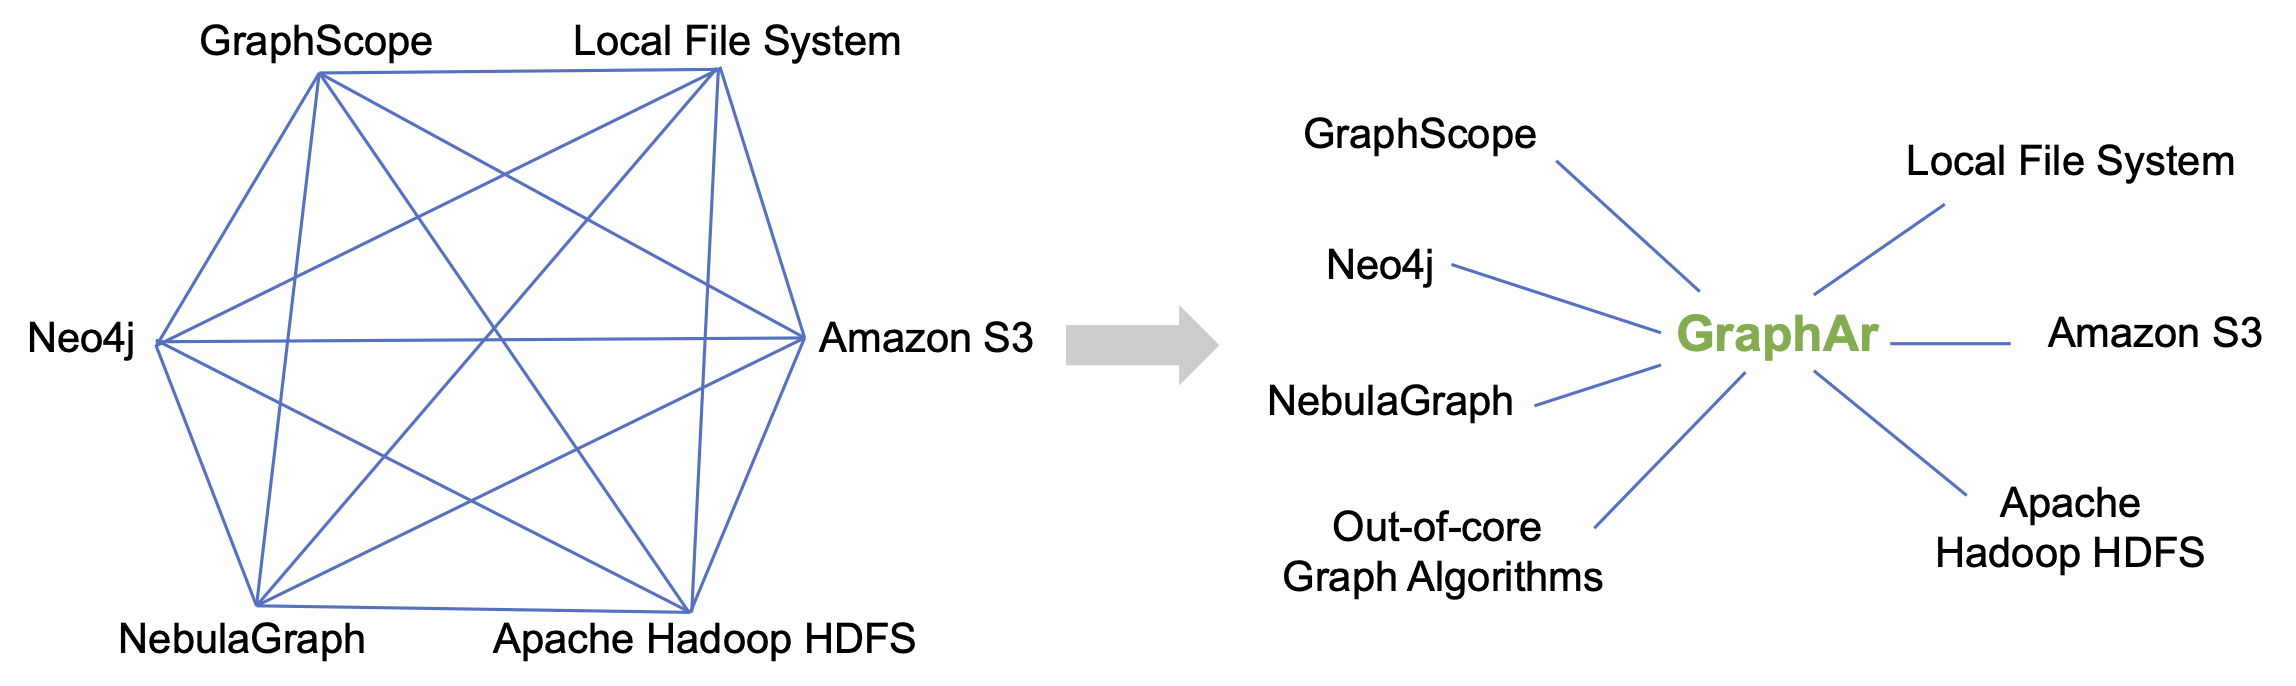 GraphScope
Local File System
Neo4j
Amazon S3
NebulaGraph
Apache Hadoop HDFS
GraphScope
Local File System
Neo4j
GraphAr
Amazon S3
NebulaGraph
Out-of-core
Graph Algorithms
Apache
Hadoop HDFS